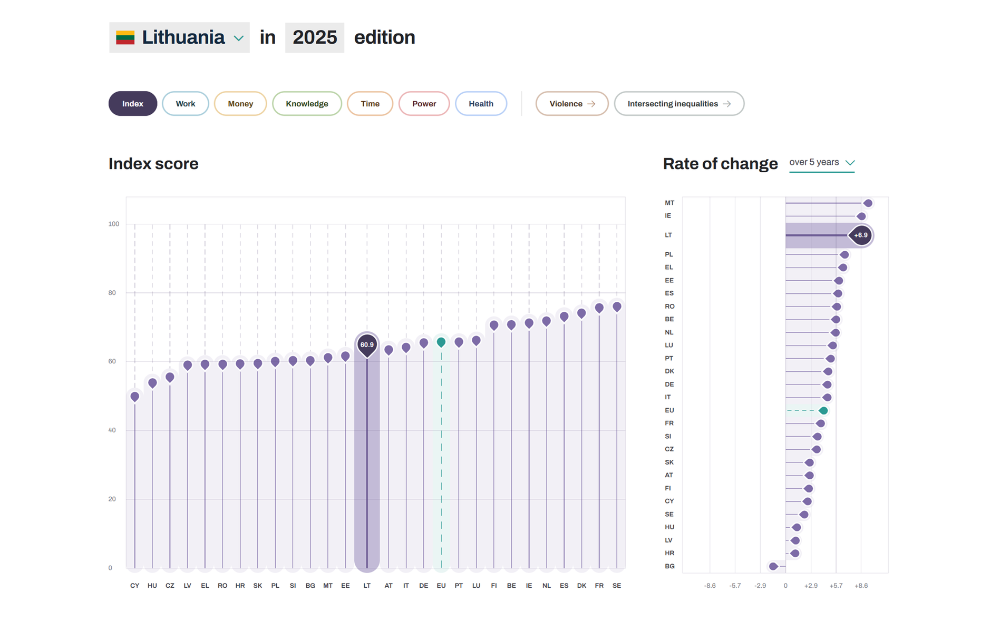 Lithuania in 2025 edition
Index Work Money Knowledge Time Power Health Violence Intersecting inequalities
Index score
100
80
60
40
20
0
60.9
CY HU CZ LV EL RO HR SK PL SI BG MT EE LT AT IT DE EU PT LU FI BE IE NL ES DK FR SE
Rate of change over 5 years
MT
IE
LT +6.9
PL
EL
EE
ES
RO
BE
NL
LU
PT
DK
DE
IT
EU
FR
SI
CZ
SK
AT
FI
CY
SE
HU
LV
HR
BG
-8.6 -5.7 -2.9 0 +2.9 +5.7 +8.6